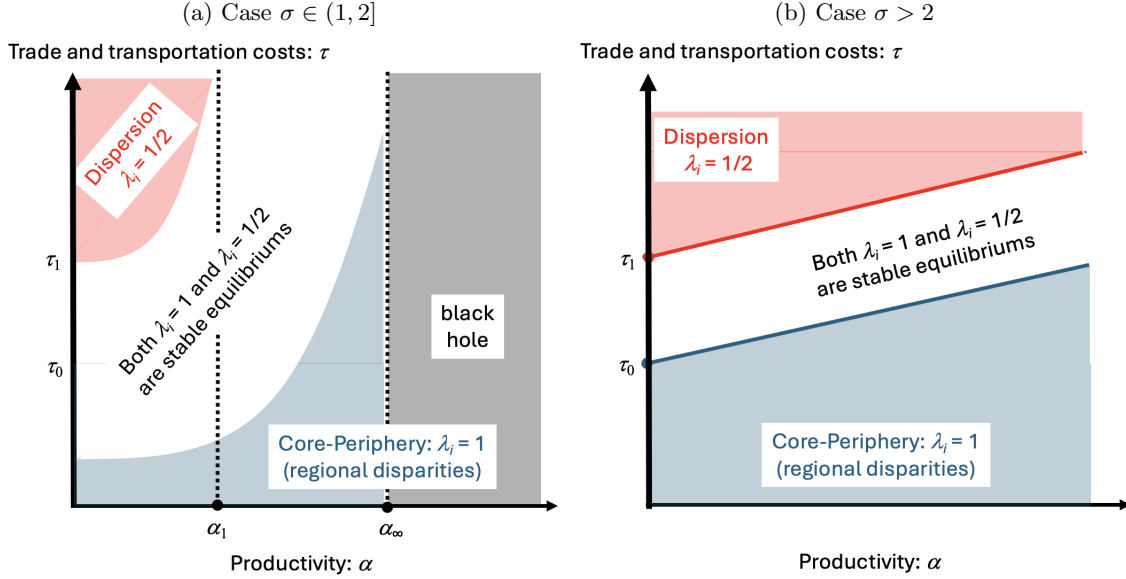 (a) Case σ ∈ (1, 2]
Trade and transportation costs: τ
Dispersion
λᵢ = 1/2
τ₁
Both λᵢ = 1 and λᵢ = 1/2
are stable equilibriums
τ₀
black
hole
Core-Periphery: λᵢ = 1
(regional disparities)
α₁
α∞
Productivity: α
(b) Case σ > 2
Trade and transportation costs: τ
Dispersion
λᵢ = 1/2
τ₁
Both λᵢ = 1 and λᵢ = 1/2
are stable equilibriums
τ₀
Core-Periphery: λᵢ = 1
(regional disparities)
Productivity: α